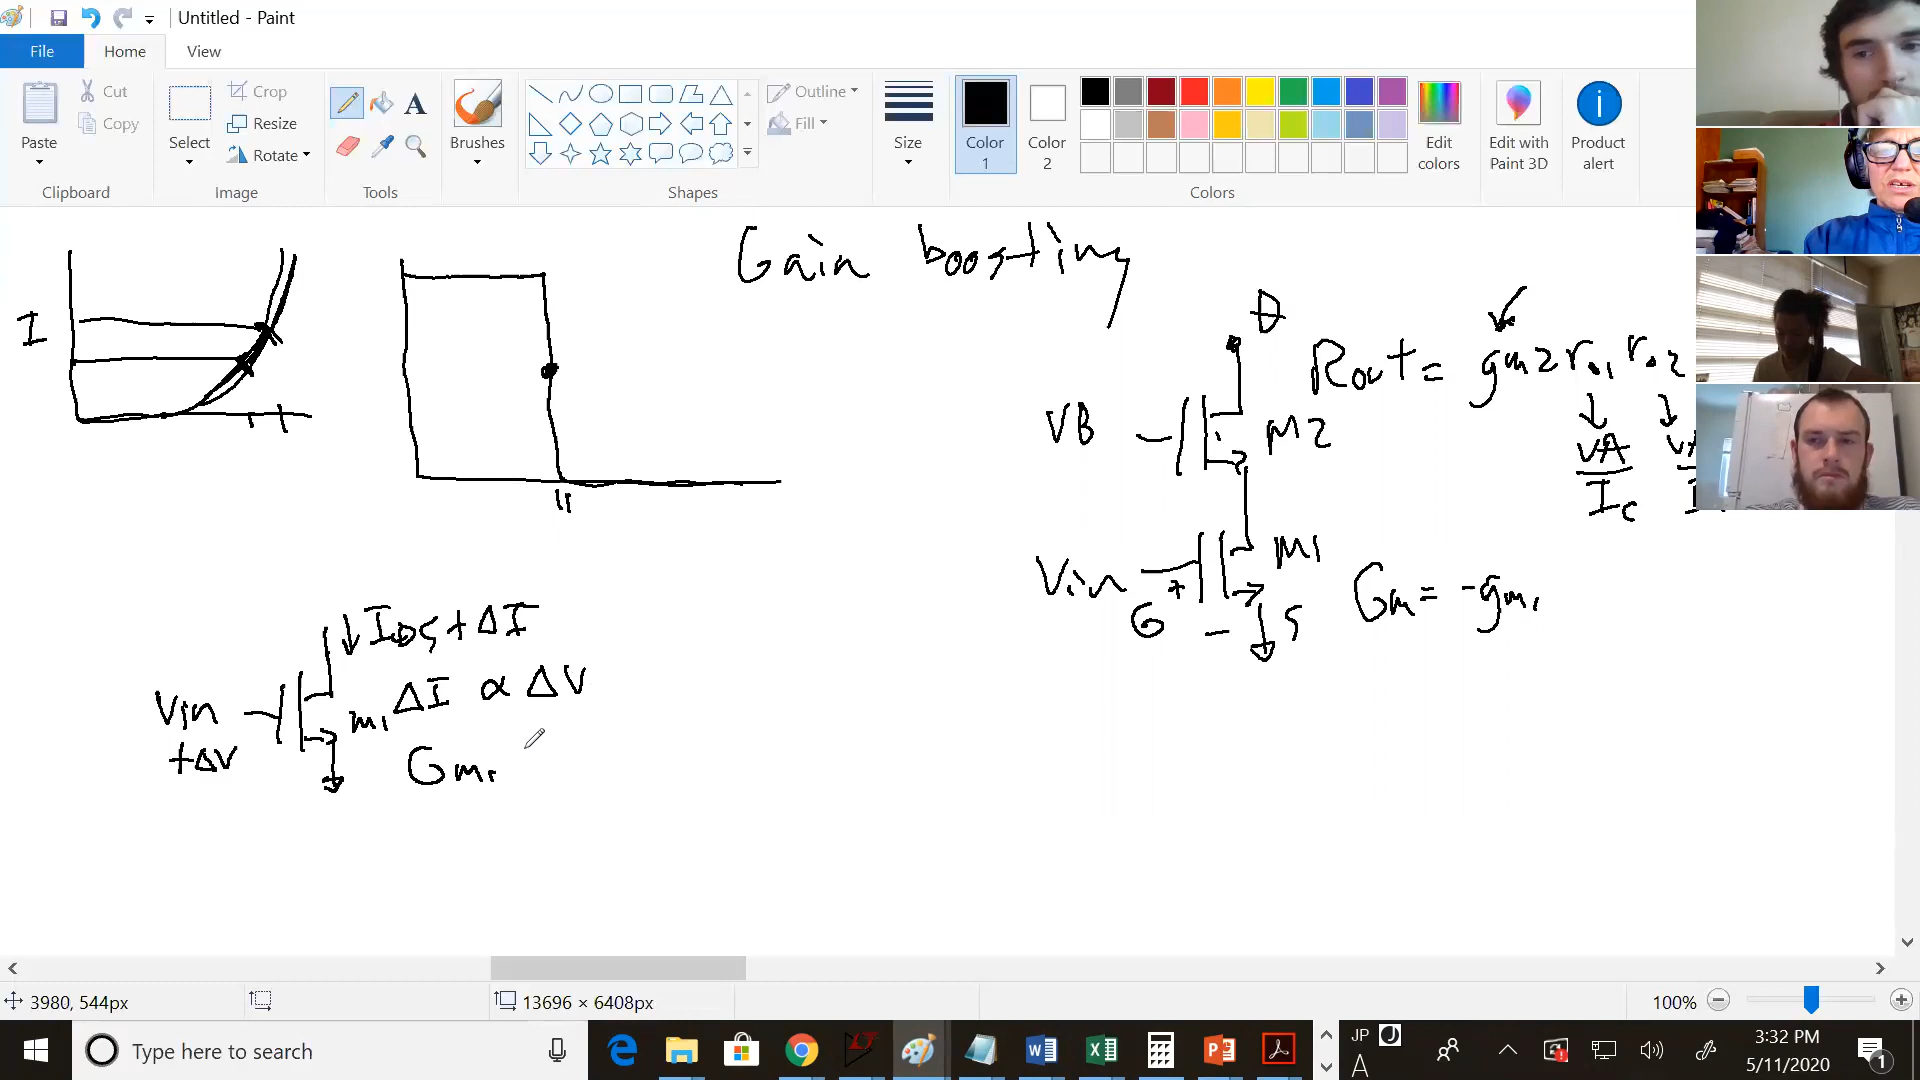 Untitled - Paint
File
Home
View
Paste
Cut
Copy
Clipboard
Select
Crop
Resize
Rotate
Image
Tools
Brushes
Shapes
Outline
Fill
Size
Color 1
Color 2
Colors
Edit colors
Edit with Paint 3D
Product alert
Gain boosting
I
Rout = gm2 ro1 ro2
VA
IC
VB
M2
M1
Vin
+
G
-
S
Gm = -gm1
IDS + ΔI
ΔI ∝ ΔV
Vin
+ΔV
m1
Gm1
3980, 544px
13696 × 6408px
100%
Type here to search
JP
J
A
3:32 PM
5/11/2020
1